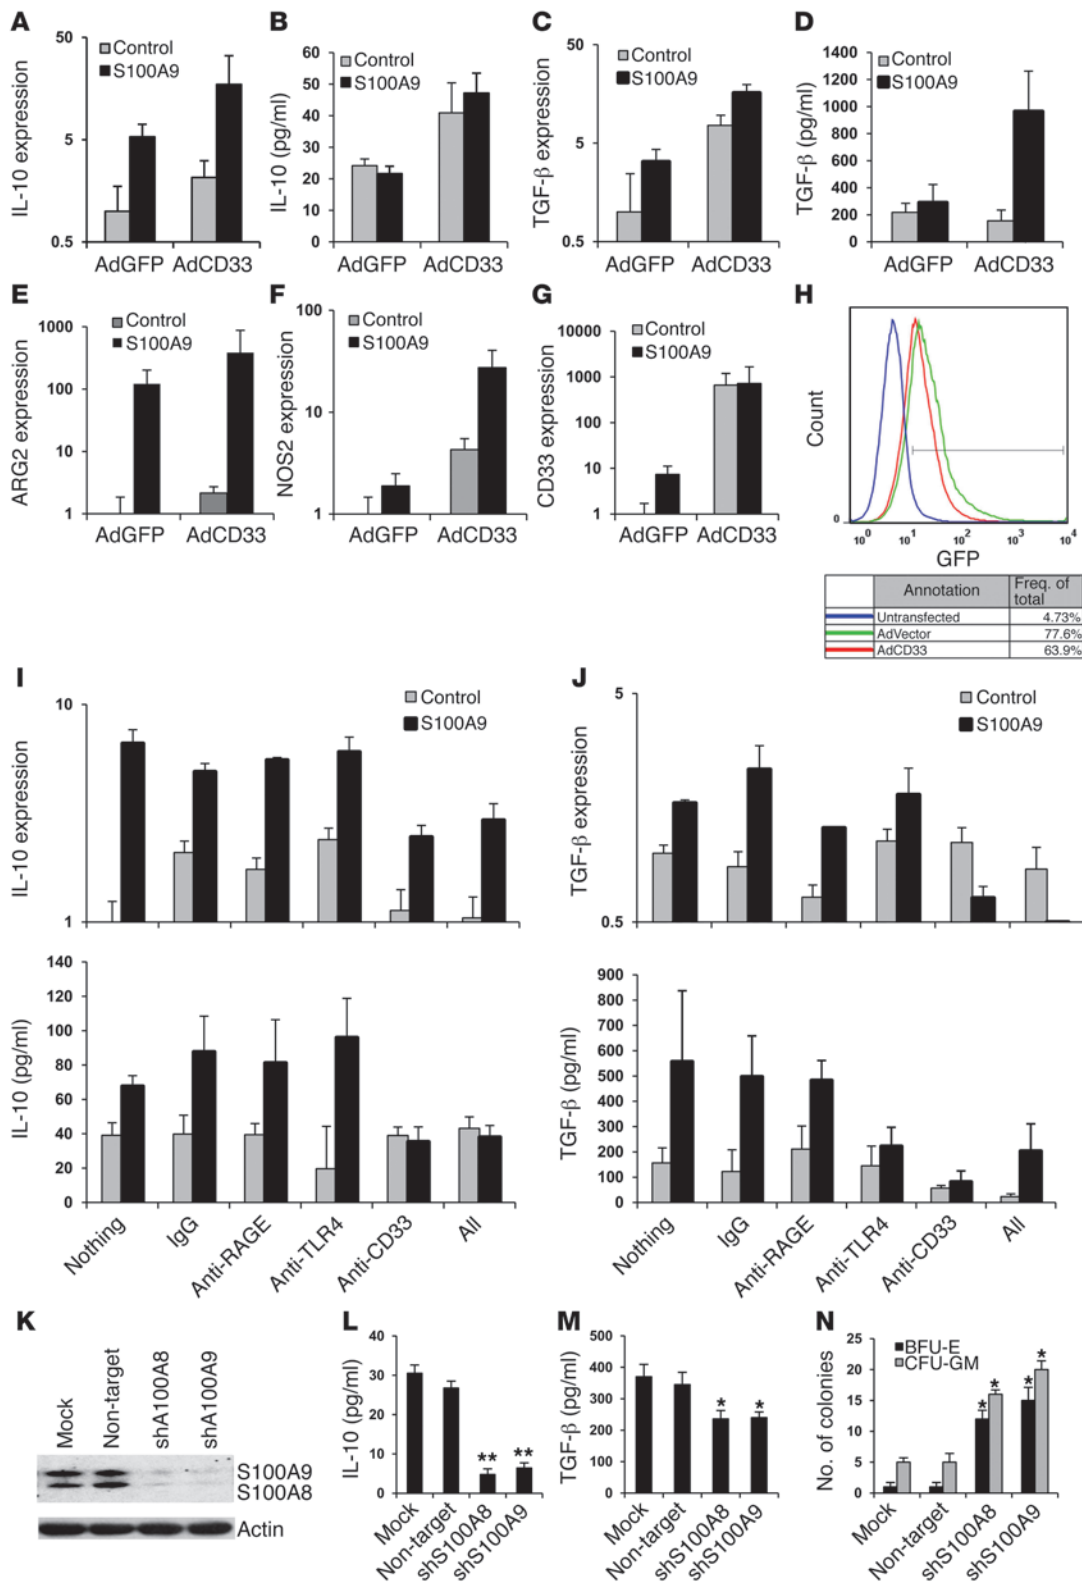 A
50
5
0.5
IL-10 expression
Control
S100A9
AdGFP AdCD33
B
60
50
40
30
20
10
0
IL-10 (pg/ml)
Control
S100A9
AdGFP AdCD33
C
50
5
0.5
TGF-β expression
Control
S100A9
AdGFP AdCD33
D
1400
1200
1000
800
600
400
200
0
TGF-β (pg/ml)
Control
S100A9
AdGFP AdCD33
E
1000
100
10
1
ARG2 expression
Control
S100A9
AdGFP AdCD33
F
100
10
1
NOS2 expression
Control
S100A9
AdGFP AdCD33
G
10000
1000
100
10
1
CD33 expression
Control
S100A9
AdGFP AdCD33
H
Count
0
10⁰ 10¹ 10² 10³ 10⁴
GFP
Annotation Freq. of total
Untransfected 4.73%
AdVector 77.6%
AdCD33 63.9%
I
10
1
IL-10 expression
Control
S100A9
140
120
100
80
60
40
20
0
IL-10 (pg/ml)
Nothing IgG Anti-RAGE Anti-TLR4 Anti-CD33 All
J
5
0.5
TGF-β expression
Control
S100A9
900
800
700
600
500
400
300
200
100
0
TGF-β (pg/ml)
Nothing IgG Anti-RAGE Anti-TLR4 Anti-CD33 All
K
Mock Non-target shA100A8 shA100A9
S100A9
S100A8
Actin
L
40
30
20
10
0
IL-10 (pg/ml)
** **
Mock Non-target shS100A8 shS100A9
M
500
400
300
200
100
0
TGF-β (pg/ml)
* *
Mock Non-target shS100A8 shS100A9
N
25
20
15
10
5
0
No. of colonies
BFU-E
CFU-GM
* * * *
Mock Non-target shS100A8 shS100A9